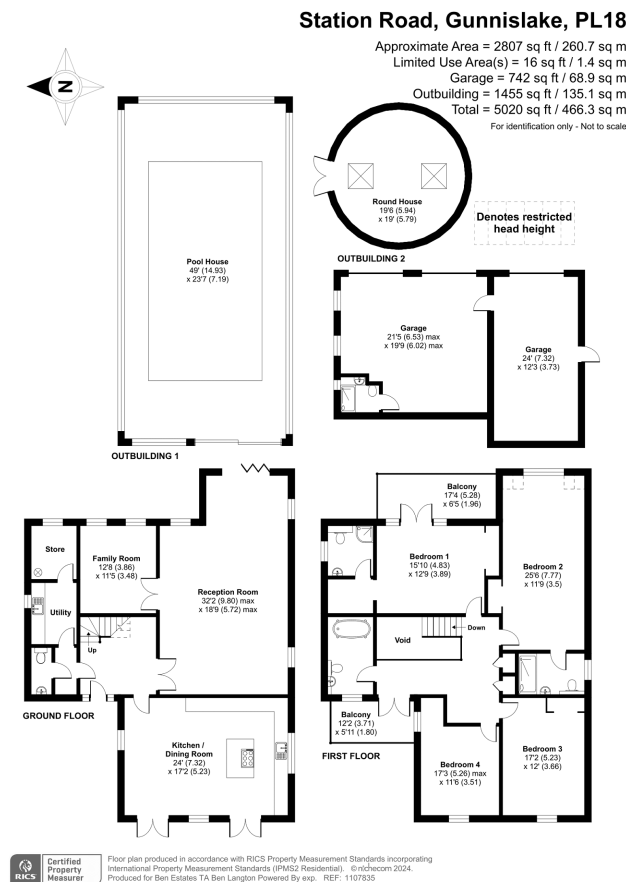 Station Road, Gunnislake, PL18
Approximate Area = 2807 sq ft / 260.7 sq m
Limited Use Area(s) = 16 sq ft / 1.4 sq m
Garage = 742 sq ft / 68.9 sq m
Outbuilding = 1455 sq ft / 135.1 sq m
Total = 5020 sq ft / 466.3 sq m
For identification only - Not to scale
N
Round House
19'6 (5.94)
x 19' (5.79)
Denotes restricted
head height
OUTBUILDING 2
Pool House
49' (14.93)
x 23'7 (7.19)
OUTBUILDING 1
Garage
21'5 (6.53) max
x 19'9 (6.02) max
Garage
24' (7.32)
x 12'3 (3.73)
Store
Family Room
12'8 (3.86)
x 11'5 (3.48)
Reception Room
32'2 (9.80) max
x 18'9 (5.72) max
Utility
Up
GROUND FLOOR
Kitchen /
Dining Room
24' (7.32)
x 17'2 (5.23)
Balcony
17'4 (5.28)
x 6'5 (1.96)
Bedroom 1
15'10 (4.83)
x 12'9 (3.89)
Bedroom 2
25'6 (7.77)
x 11'9 (3.5)
Void
Down
Balcony
12'2 (3.71)
x 5'11 (1.80)
FIRST FLOOR
Bedroom 4
17'3 (5.26) max
x 11'6 (3.51)
Bedroom 3
17'2 (5.23)
x 12' (3.66)
RICS
Certified
Property
Measurer
Floor plan produced in accordance with RICS Property Measurement Standards incorporating
International Property Measurement Standards (IPMS2 Residential). © nichecom 2024.
Produced for Ben Estates TA Ben Langton Powered By exp. REF: 1107835